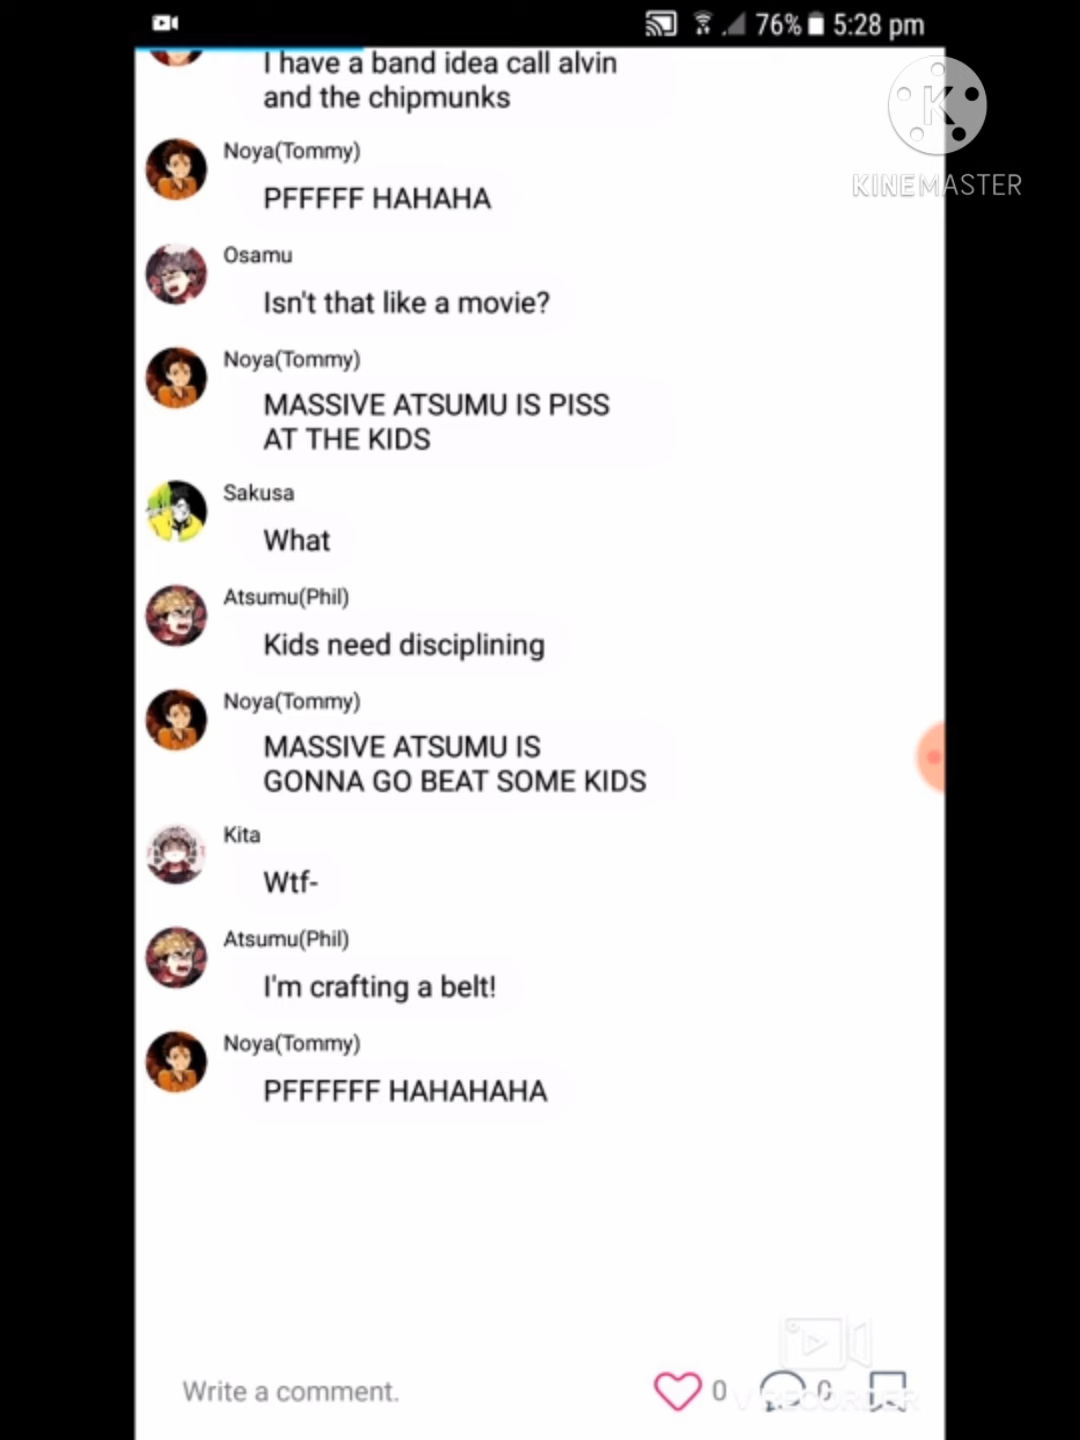 76% 5:28 pm
I have a band idea call alvin
and the chipmunks
K
KINEMASTER
Noya(Tommy)
PFFFFF HAHAHA
Osamu
Isn't that like a movie?
Noya(Tommy)
MASSIVE ATSUMU IS PISS
AT THE KIDS
Sakusa
What
Atsumu(Phil)
Kids need disciplining
Noya(Tommy)
MASSIVE ATSUMU IS
GONNA GO BEAT SOME KIDS
Kita
Wtf-
Atsumu(Phil)
I'm crafting a belt!
Noya(Tommy)
PFFFFFF HAHAHAHA
Write a comment.
0
0
V RECORDER